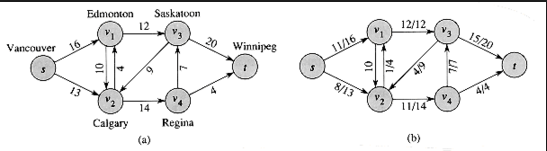 Edmonton Saskatoon
Vancouver
Winnipeg
Calgary Regina
s v1 v2 v3 v4 t
16 13 10 4 12 9 14 7 20 4
(a)
s v1 v2 v3 v4 t
11/16 8/13 10 1/4 12/12 4/9 11/14 7/7 15/20 4/4
(b)